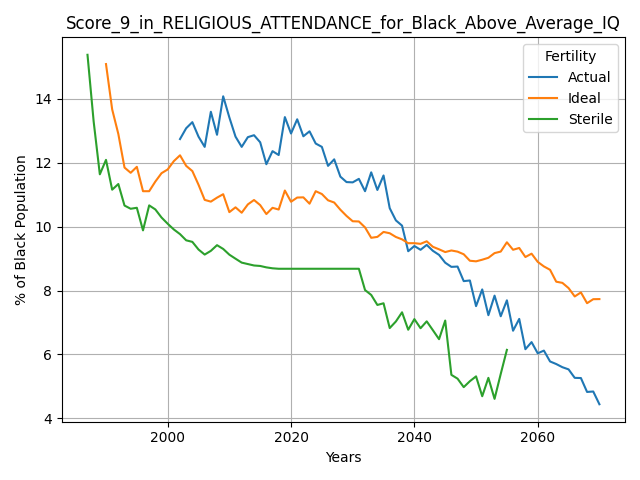 Score_9_in_RELIGIOUS_ATTENDANCE_for_Black_Above_Average_IQ
Fertility
Actual
Ideal
Sterile
% of Black Population
14
12
10
8
6
4
2000
2020
2040
2060
Years